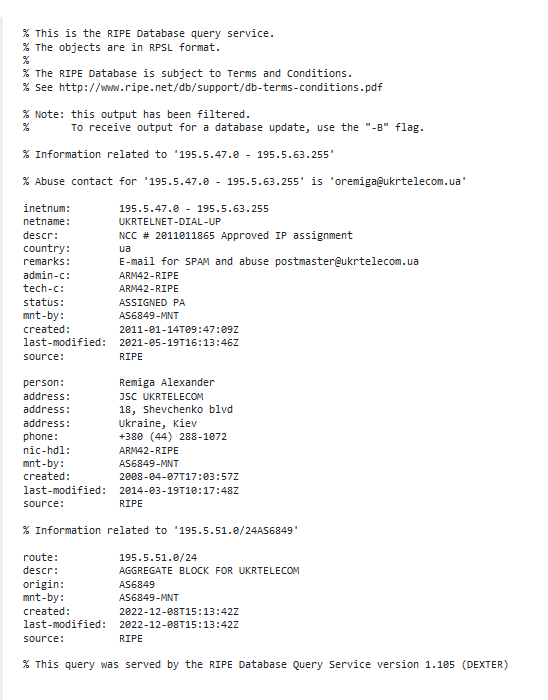 % This is the RIPE Database query service.
% The objects are in RPSL format.
%
% The RIPE Database is subject to Terms and Conditions.
% See http://www.ripe.net/db/support/db-terms-conditions.pdf

% Note: this output has been filtered.
%       To receive output for a database update, use the "-B" flag.

% Information related to '195.5.47.0 - 195.5.63.255'

% Abuse contact for '195.5.47.0 - 195.5.63.255' is 'oremiga@ukrtelecom.ua'

inetnum:        195.5.47.0 - 195.5.63.255
netname:        UKRTELNET-DIAL-UP
descr:          NCC # 2011011865 Approved IP assignment
country:        ua
remarks:        E-mail for SPAM and abuse postmaster@ukrtelecom.ua
admin-c:        ARM42-RIPE
tech-c:         ARM42-RIPE
status:         ASSIGNED PA
mnt-by:         AS6849-MNT
created:        2011-01-14T09:47:09Z
last-modified:  2021-05-19T16:13:46Z
source:         RIPE

person:         Remiga Alexander
address:        JSC UKRTELECOM
address:        18, Shevchenko blvd
address:        Ukraine, Kiev
phone:          +380 (44) 288-1072
nic-hdl:        ARM42-RIPE
mnt-by:         AS6849-MNT
created:        2008-04-07T17:03:57Z
last-modified:  2014-03-19T10:17:48Z
source:         RIPE

% Information related to '195.5.51.0/24AS6849'

route:          195.5.51.0/24
descr:          AGGREGATE BLOCK FOR UKRTELECOM
origin:         AS6849
mnt-by:         AS6849-MNT
created:        2022-12-08T15:13:42Z
last-modified:  2022-12-08T15:13:42Z
source:         RIPE

% This query was served by the RIPE Database Query Service version 1.105 (DEXTER)